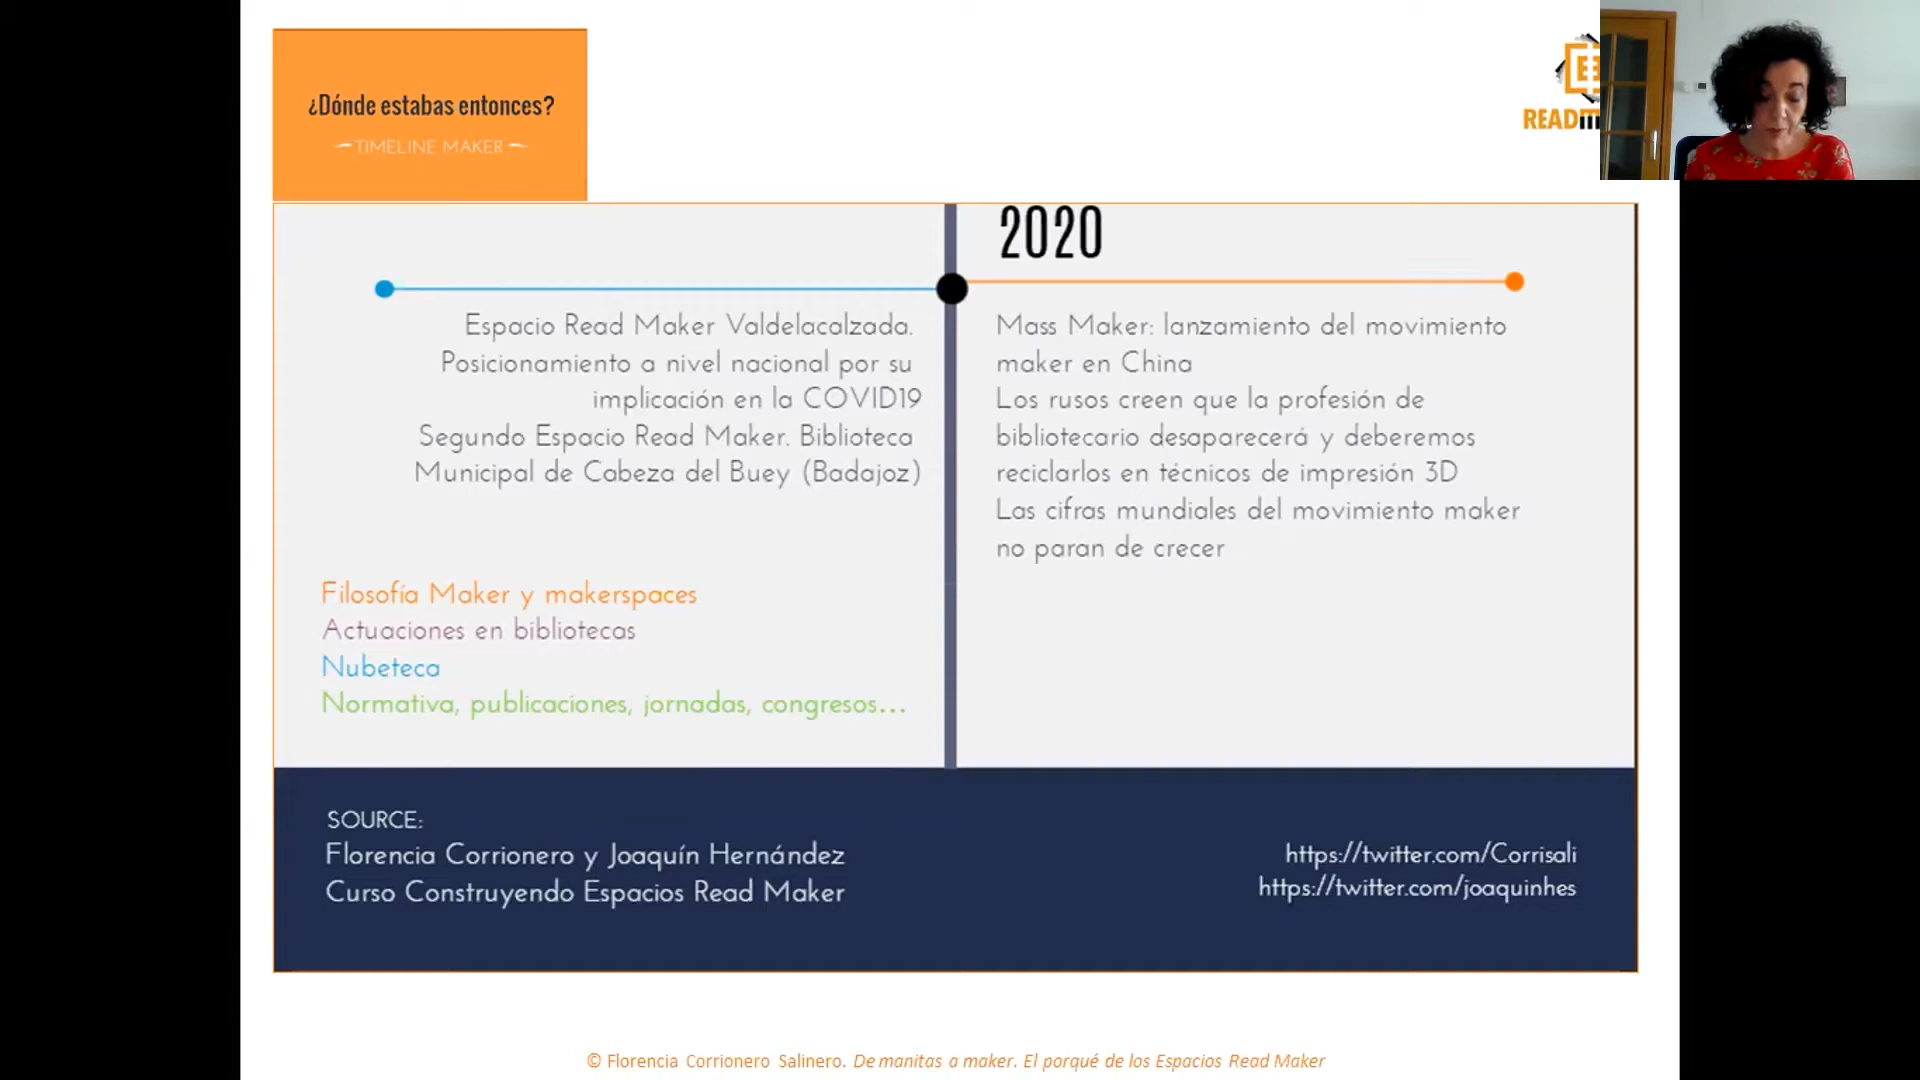 ¿Dónde estabas entonces?
TIMELINE MAKER
READm
2020
Espacio Read Maker Valdelacalzada.
Posicionamiento a nivel nacional por su
implicación en la COVID19
Segundo Espacio Read Maker. Biblioteca
Municipal de Cabeza del Buey (Badajoz)
Mass Maker: lanzamiento del movimiento
maker en China
Los rusos creen que la profesión de
bibliotecario desaparecerá y deberemos
reciclarlos en técnicos de impresión 3D
Las cifras mundiales del movimiento maker
no paran de crecer
Filosofía Maker y makerspaces
Actuaciones en bibliotecas
Nubeteca
Normativa, publicaciones, jornadas, congresos...
SOURCE:
Florencia Corrionero y Joaquín Hernández
Curso Construyendo Espacios Read Maker
https://twitter.com/Corrisali
https://twitter.com/joaquinhes
© Florencia Corrionero Salinero. De manitas a maker. El porqué de los Espacios Read Maker